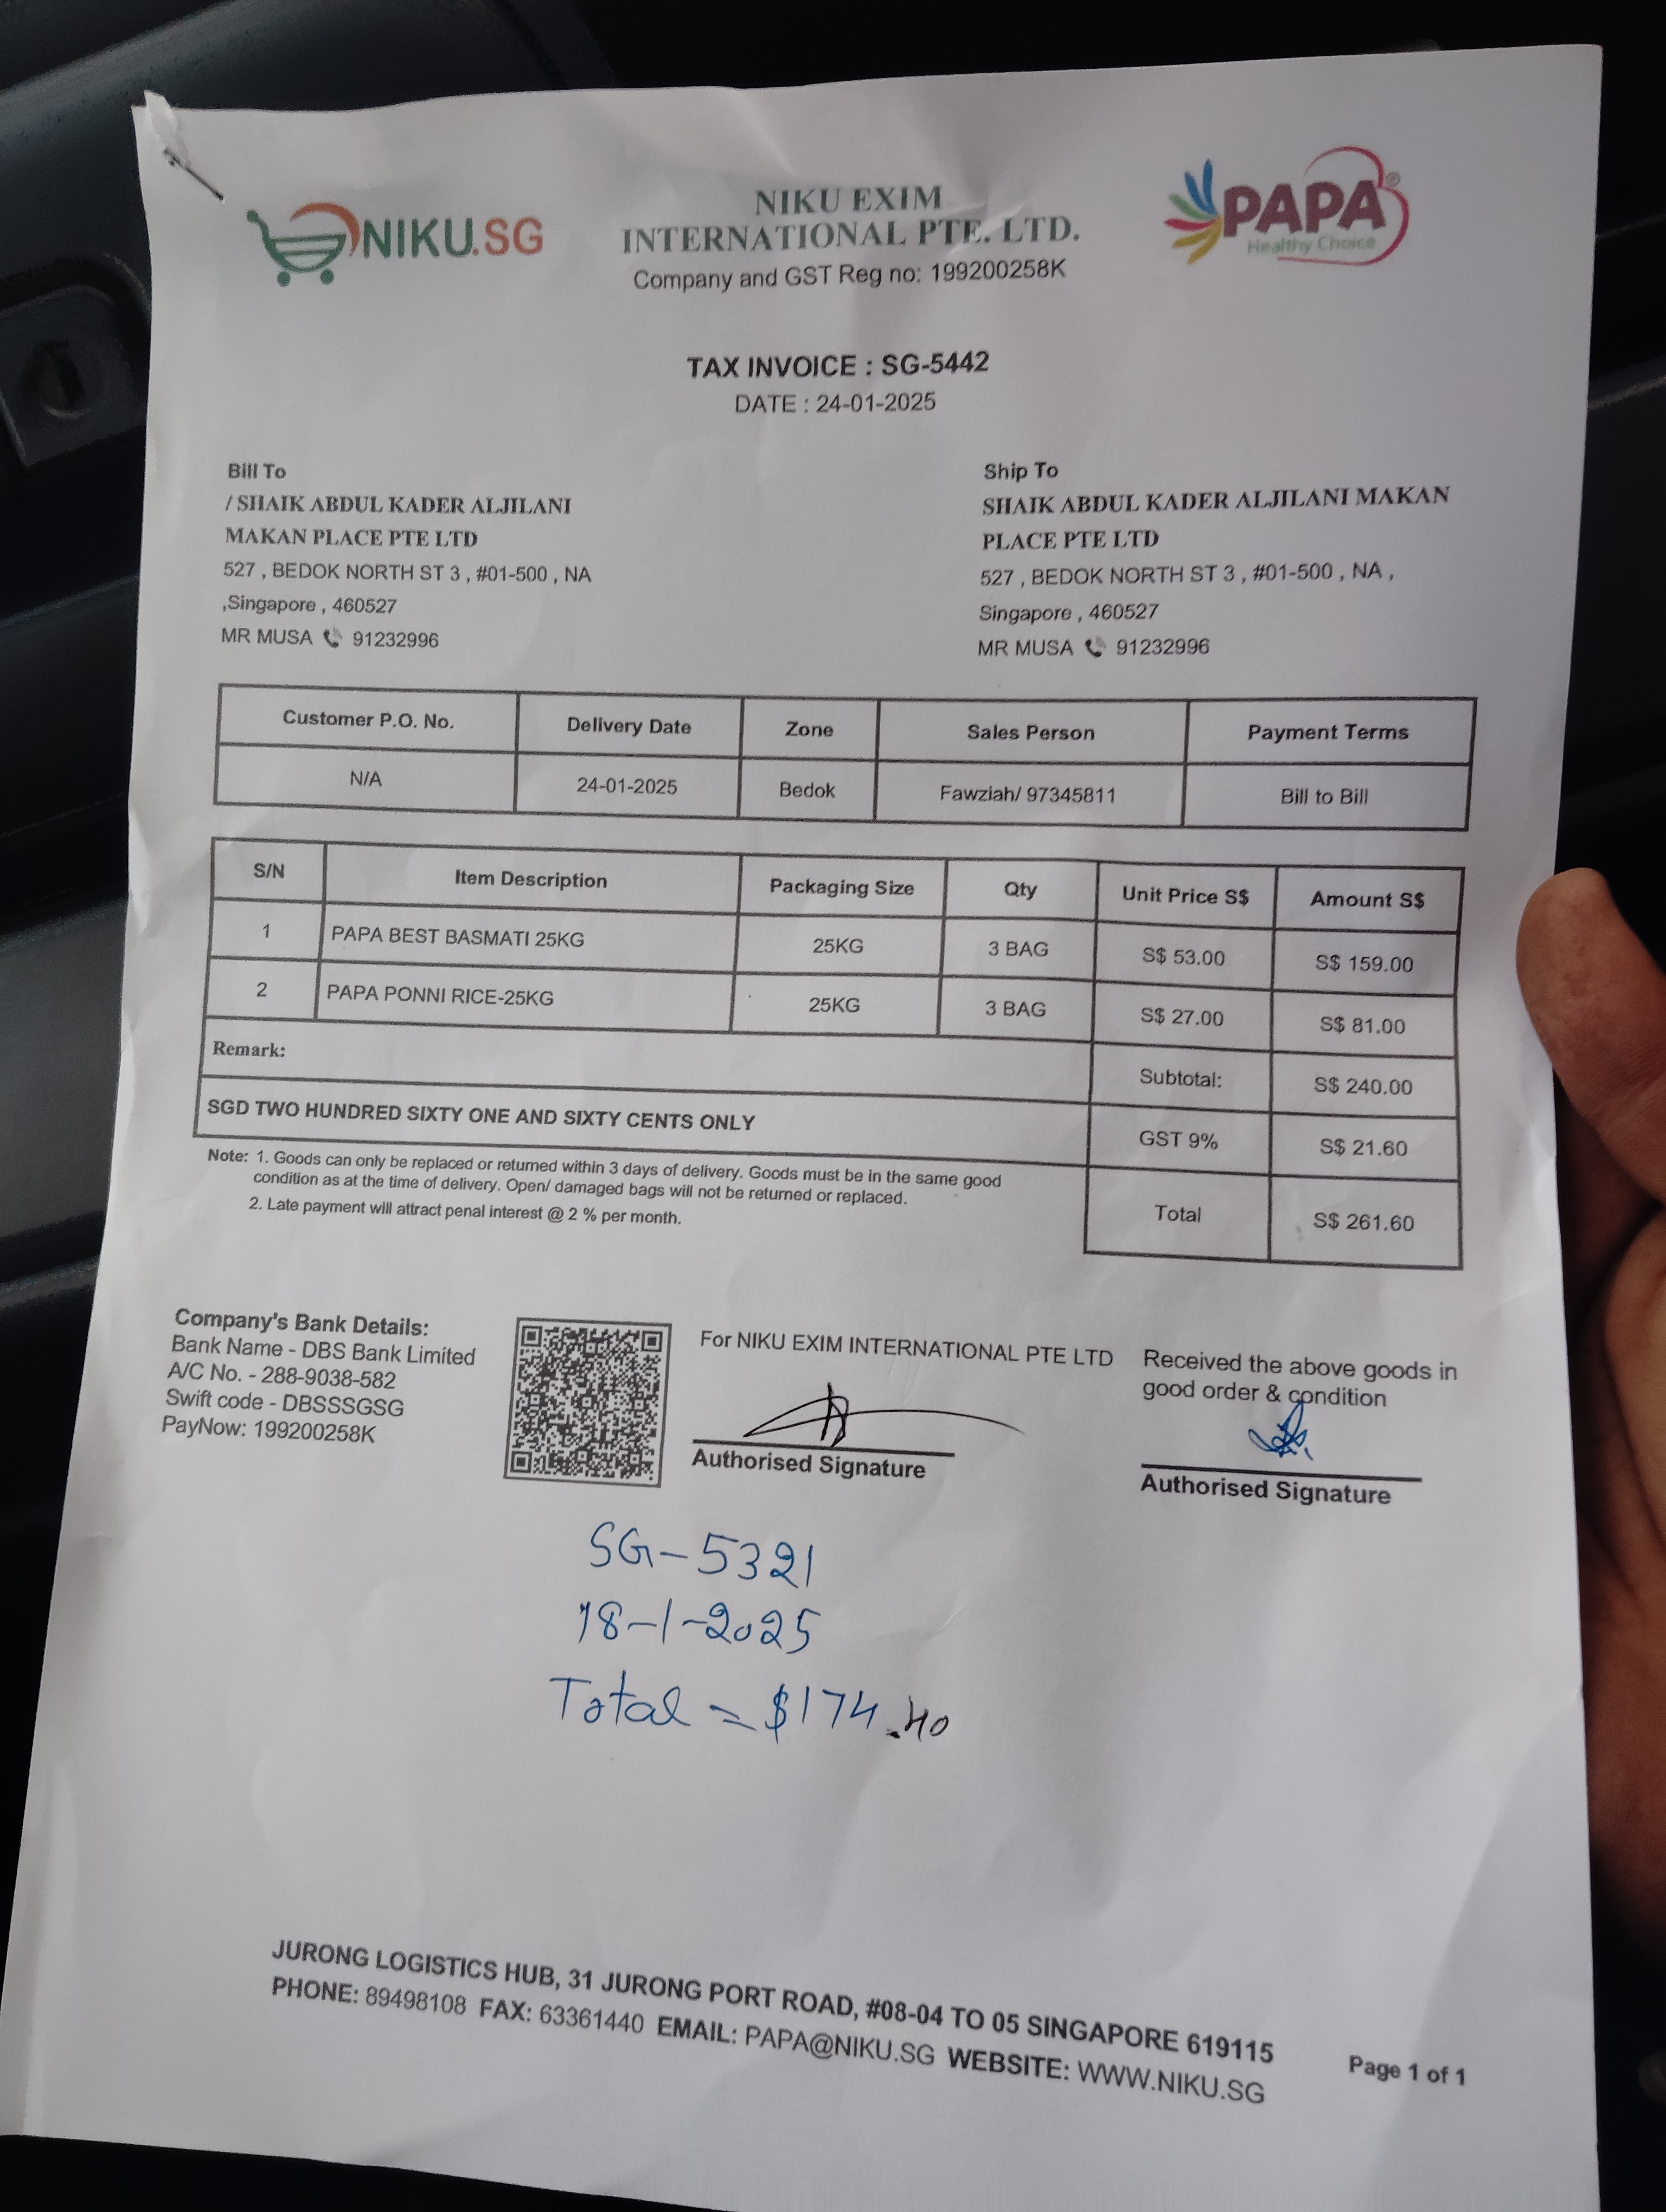 NIKU.SG
NIKU EXIM
INTERNATIONAL PTE. LTD.
Company and GST Reg no: 199200258K
PAPA®
Healthy Choice
TAX INVOICE : SG-5442
DATE : 24-01-2025
Bill To
/ SHAIK ABDUL KADER ALJILANI
MAKAN PLACE PTE LTD
527 , BEDOK NORTH ST 3 , #01-500 , NA
,Singapore , 460527
MR MUSA 91232996
Ship To
SHAIK ABDUL KADER ALJILANI MAKAN
PLACE PTE LTD
527 , BEDOK NORTH ST 3 , #01-500 , NA ,
Singapore , 460527
MR MUSA 91232996
Customer P.O. No. Delivery Date Zone Sales Person Payment Terms
N/A 24-01-2025 Bedok Fawziah/ 97345811 Bill to Bill
S/N Item Description Packaging Size Qty Unit Price S$ Amount S$
1 PAPA BEST BASMATI 25KG 25KG 3 BAG S$ 53.00 S$ 159.00
2 PAPA PONNI RICE-25KG 25KG 3 BAG S$ 27.00 S$ 81.00
Remark: Subtotal: S$ 240.00
SGD TWO HUNDRED SIXTY ONE AND SIXTY CENTS ONLY GST 9% S$ 21.60
Total S$ 261.60
Note: 1. Goods can only be replaced or returned within 3 days of delivery. Goods must be in the same good
condition as at the time of delivery. Open/ damaged bags will not be returned or replaced.
2. Late payment will attract penal interest @ 2 % per month.
Company's Bank Details:
Bank Name - DBS Bank Limited
A/C No. - 288-9038-582
Swift code - DBSSSGSG
PayNow: 199200258K
For NIKU EXIM INTERNATIONAL PTE LTD
Authorised Signature
Received the above goods in
good order & condition
Authorised Signature
SG-5321
18-1-2025
Total = $174.40
JURONG LOGISTICS HUB, 31 JURONG PORT ROAD, #08-04 TO 05 SINGAPORE 619115
PHONE: 89498108 FAX: 63361440 EMAIL: PAPA@NIKU.SG WEBSITE: WWW.NIKU.SG
Page 1 of 1